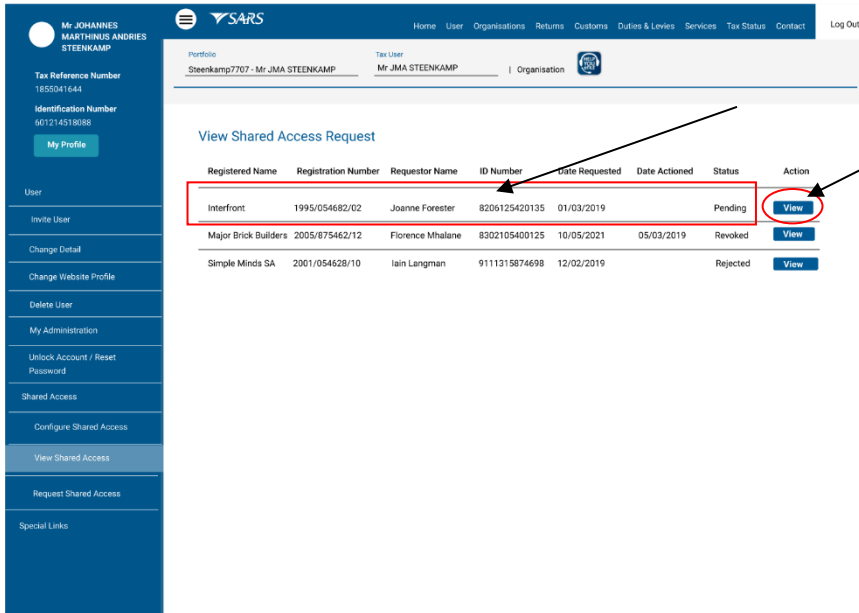 Mr JOHANNES
MARTHINUS ANDRIES
STEENKAMP
Tax Reference Number
1855041644
Identification Number
601214518088
My Profile
User
Invite User
Change Detail
Change Website Profile
Delete User
My Administration
Unlock Account / Reset
Password
Shared Access
Configure Shared Access
View Shared Access
Request Shared Access
Special Links
SARS
Home User Organisations Returns Customs Duties & Levies Services Tax Status Contact Log Out
Portfolio Tax User
Steenkamp7707 - Mr JMA STEENKAMP Mr JMA STEENKAMP | Organisation
HELP YOU
View Shared Access Request
Registered Name Registration Number Requestor Name ID Number Date Requested Date Actioned Status Action
Interfront 1995/054682/02 Joanne Forester 8206125420135 01/03/2019 Pending View
Major Brick Builders 2005/875462/12 Florence Mhalane 8302105400125 10/05/2021 05/03/2019 Revoked View
Simple Minds SA 2001/054628/10 Iain Langman 9111315874698 12/02/2019 Rejected View